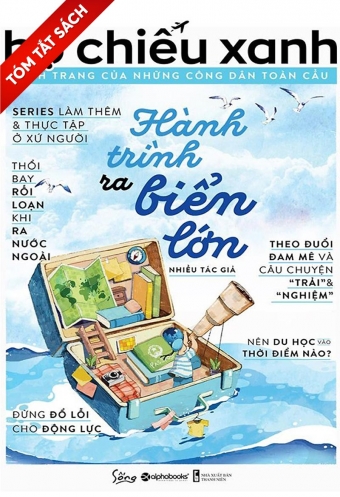 TÓM TẮT SÁCH
hộ chiếu xanh
TRANG CỦA NHỮNG CÔNG DÂN TOÀN CẦU
SERIES LÀM THÊM
& THỰC TẬP
Ở XỨ NGƯỜI
Hành
trình
ra
biển
lớn
NHIỀU TÁC GIẢ
THỔI
BAY
RỐI
LOẠN
KHI
RA
NƯỚC
NGOÀI
THEO ĐUỔI
ĐAM MÊ VÀ
CÂU CHUYỆN
"TRẢI" &
"NGHIỆM"
NÊN DU HỌC VÀO
THỜI ĐIỂM NÀO?
ĐỪNG ĐỔ LỖI
CHO ĐỘNG LỰC
Sống
alphabooks
NHÀ XUẤT BẢN
THANH NIÊN